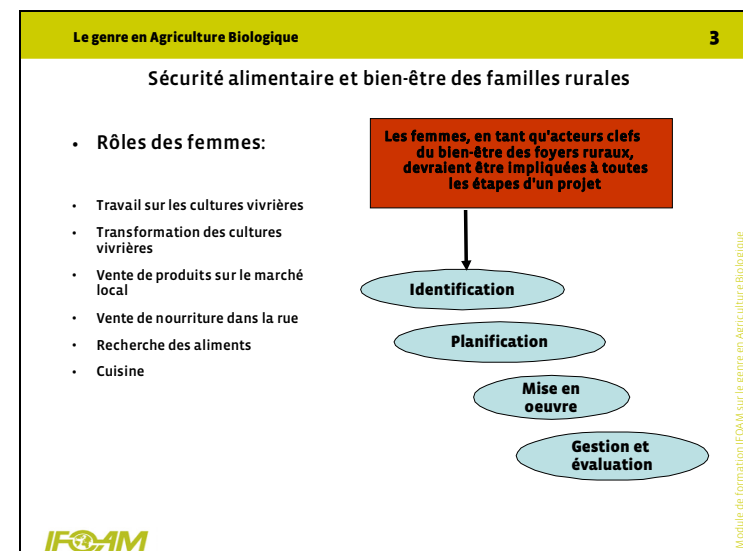 Le genre en Agriculture Biologique
3
Sécurité alimentaire et bien-être des familles rurales
• Rôles des femmes:
• Travail sur les cultures vivrières
• Transformation des cultures
vivrières
• Vente de produits sur le marché
local
• Vente de nourriture dans la rue
• Recherche des aliments
• Cuisine
Les femmes, en tant qu'acteurs clefs
du bien-être des foyers ruraux,
devraient être impliquées à toutes
les étapes d'un projet
Identification
Planification
Mise en
oeuvre
Gestion et
évaluation
Module de formation IFOAM sur le genre en Agriculture Biologique
IFOAM